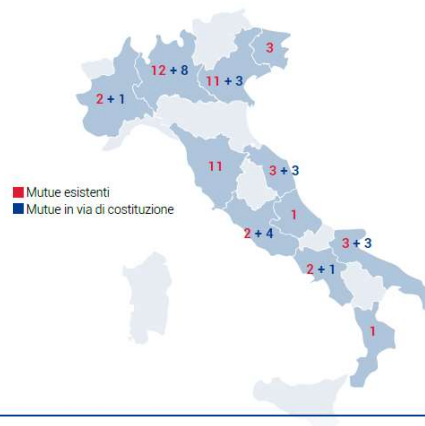 3
12 + 8
11 + 3
2 + 1
11
3 + 3
Mutue esistenti
Mutue in via di costituzione
1
2 + 4
3 + 3
2 + 1
1